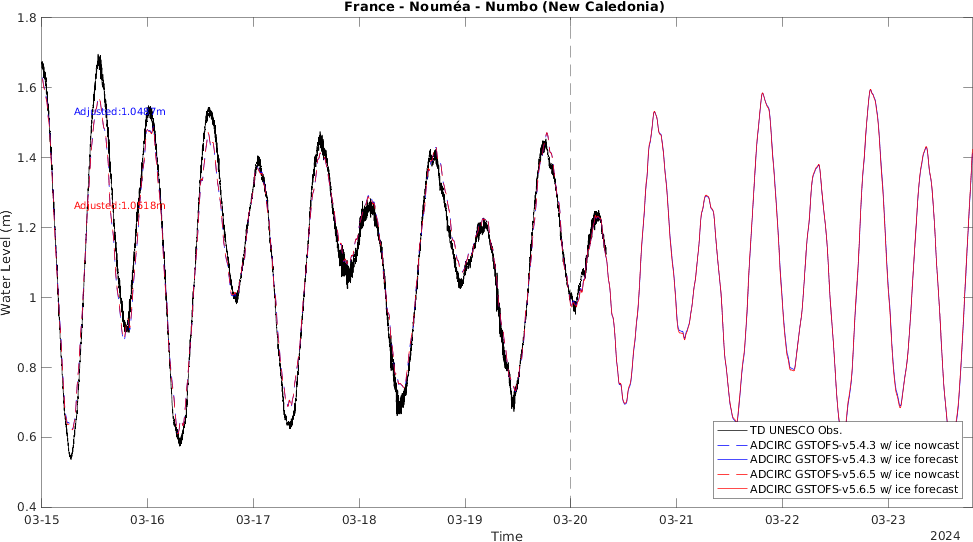 France - Nouméa - Numbo (New Caledonia)
1.8
1.6
1.4
1.2
1
0.8
0.6
0.4
Water Level (m)
Adjusted:1.0487m
Adjusted:1.0618m
TD UNESCO Obs.
ADCIRC GSTOFS-v5.4.3 w/ ice nowcast
ADCIRC GSTOFS-v5.4.3 w/ ice forecast
ADCIRC GSTOFS-v5.6.5 w/ ice nowcast
ADCIRC GSTOFS-v5.6.5 w/ ice forecast
03-15 03-16 03-17 03-18 03-19 03-20 03-21 03-22 03-23
Time
2024